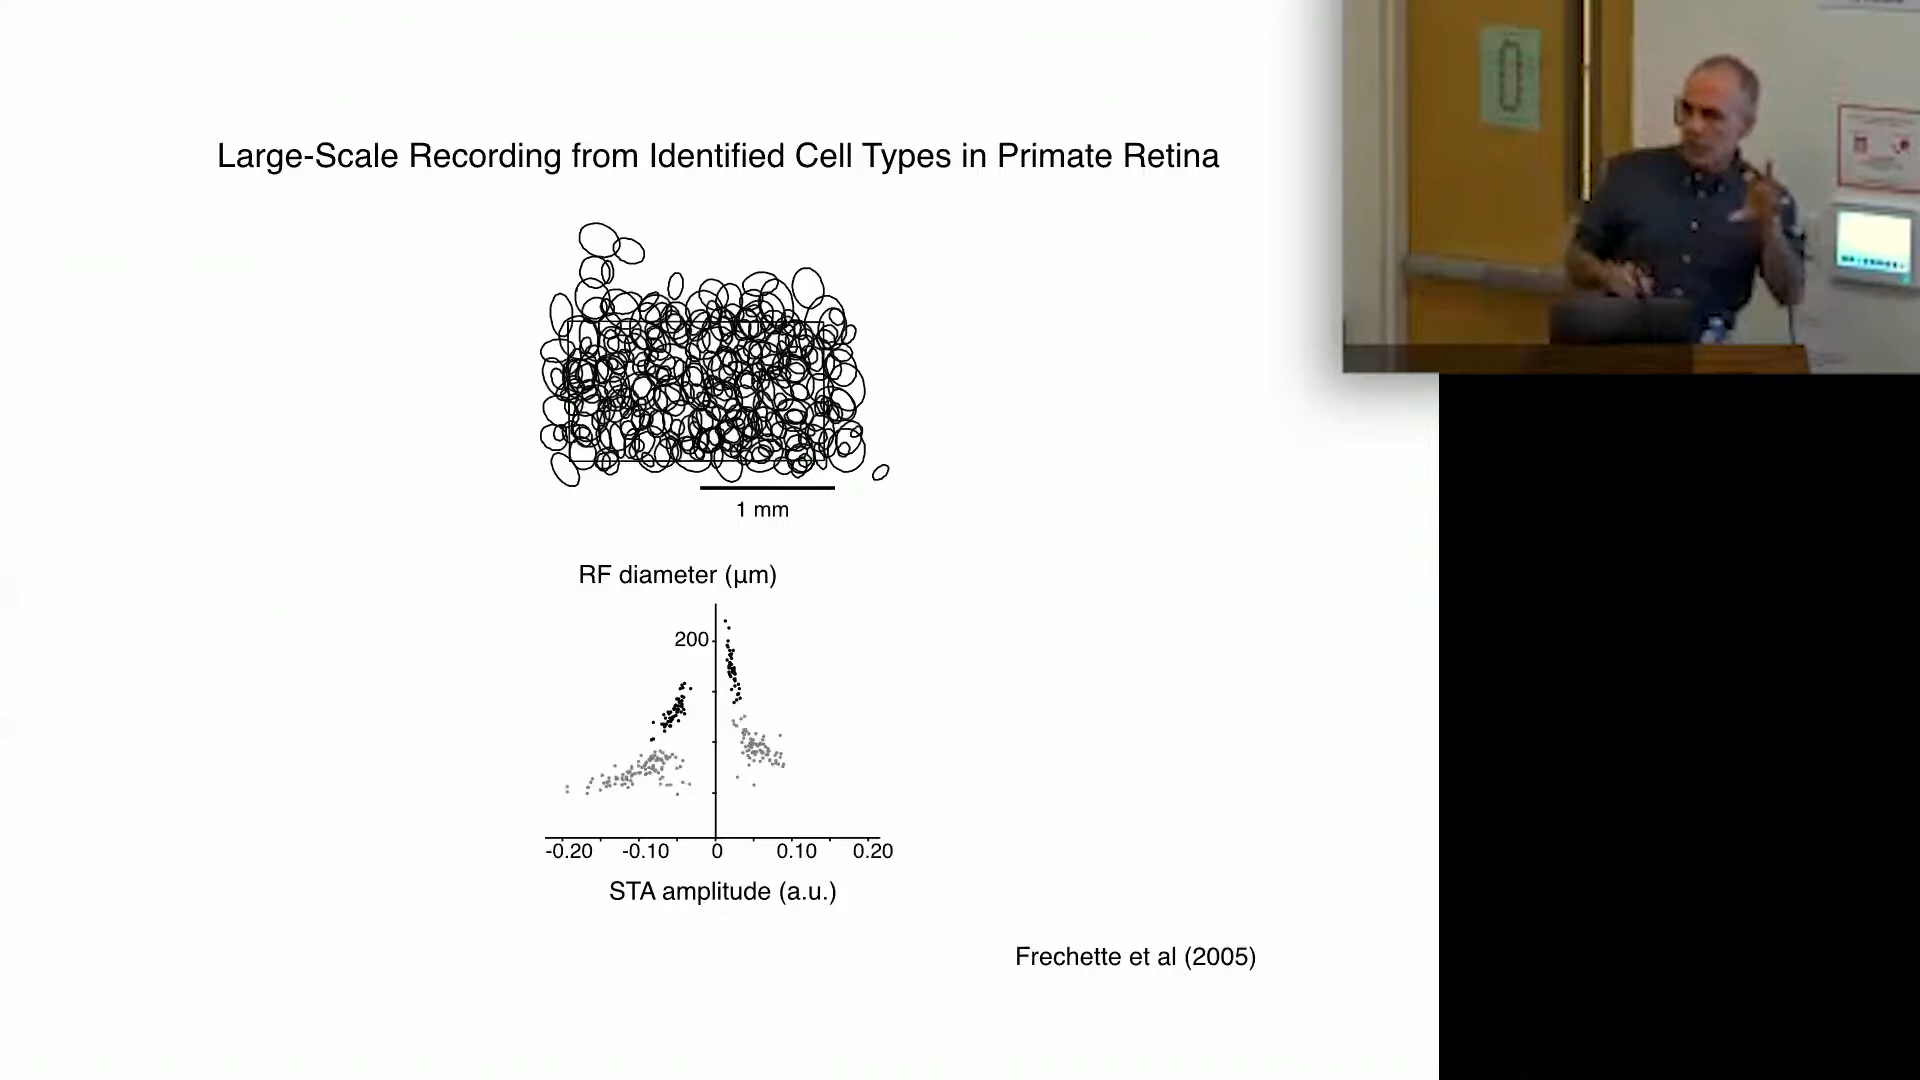 Large-Scale Recording from Identified Cell Types in Primate Retina
1 mm
RF diameter (µm)
200
-0.20 -0.10 0 0.10 0.20
STA amplitude (a.u.)
Frechette et al (2005)